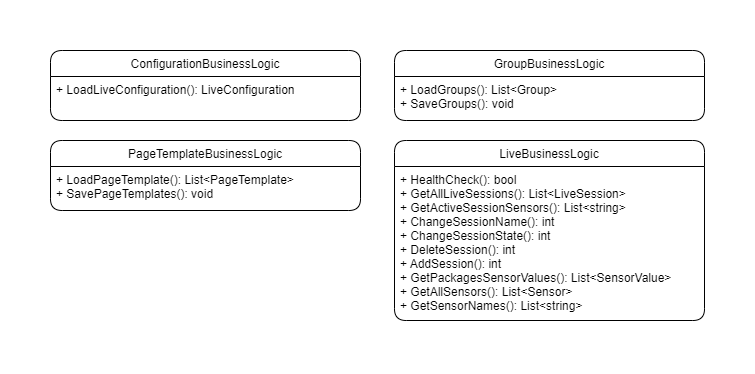 ConfigurationBusinessLogic
+ LoadLiveConfiguration(): LiveConfiguration
GroupBusinessLogic
+ LoadGroups(): List<Group>
+ SaveGroups(): void
PageTemplateBusinessLogic
+ LoadPageTemplate(): List<PageTemplate>
+ SavePageTemplates(): void
LiveBusinessLogic
+ HealthCheck(): bool
+ GetAllLiveSessions(): List<LiveSession>
+ GetActiveSessionSensors(): List<string>
+ ChangeSessionName(): int
+ ChangeSessionState(): int
+ DeleteSession(): int
+ AddSession(): int
+ GetPackagesSensorValues(): List<SensorValue>
+ GetAllSensors(): List<Sensor>
+ GetSensorNames(): List<string>